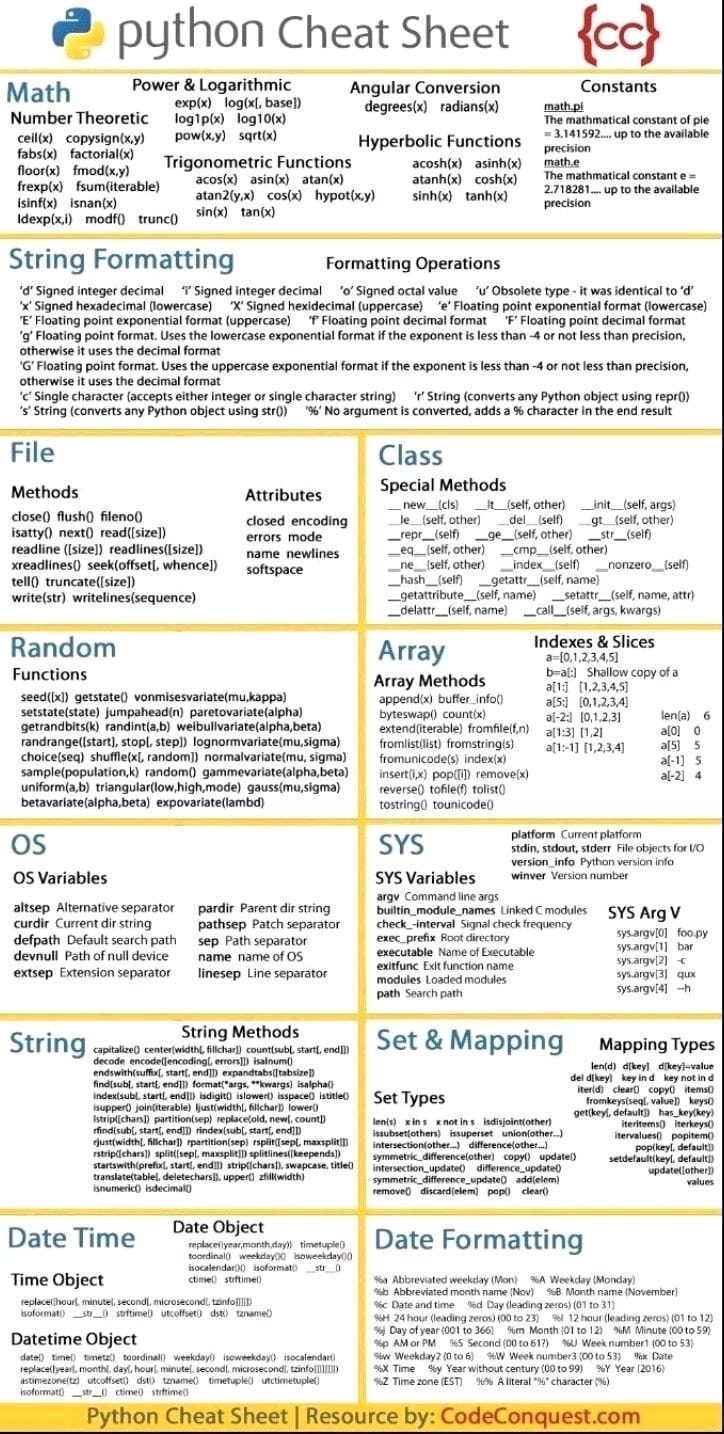 python Cheat Sheet
{cc}
Math
Number Theoretic
ceil(x) copysign(x,y)
fabs(x) factorial(x)
floor(x) fmod(x,y)
frexp(x) fsum(iterable)
isinf(x) isnan(x)
ldexp(x,i) modf() trunc()
Power & Logarithmic
exp(x) log(x[, base])
log1p(x) log10(x)
pow(x,y) sqrt(x)
Trigonometric Functions
acos(x) asin(x) atan(x)
atan2(y,x) cos(x) hypot(x,y)
sin(x) tan(x)
Angular Conversion
degrees(x) radians(x)
Hyperbolic Functions
acosh(x) asinh(x)
atanh(x) cosh(x)
sinh(x) tanh(x)
Constants
math.pi
The mathmatical constant of pie
= 3.141592.... up to the available
precision
math.e
The mathmatical constant e =
2.718281.... up to the available
precision
String Formatting
Formatting Operations
'd' Signed integer decimal 'i' Signed integer decimal 'o' Signed octal value 'u' Obsolete type - it was identical to 'd'
'x' Signed hexadecimal (lowercase) 'X' Signed hexidecimal (uppercase) 'e' Floating point exponential format (lowercase)
'E' Floating point exponential format (uppercase) 'f' Floating point decimal format 'F' Floating point decimal format
'g' Floating point format. Uses the lowercase exponential format if the exponent is less than -4 or not less than precision,
otherwise it uses the decimal format
'G' Floating point format. Uses the uppercase exponential format if the exponent is less than -4 or not less than precision,
otherwise it uses the decimal format
'c' Single character (accepts either integer or single character string) 'r' String (converts any Python object using repr())
's' String (converts any Python object using str()) '%' No argument is converted, adds a % character in the end result
File
Methods
close() flush() fileno()
isatty() next() read([size])
readline ([size]) readlines([size])
xreadlines() seek(offset[, whence])
tell() truncate([size])
write(str) writelines(sequence)
Attributes
closed encoding
errors mode
name newlines
softspace
Class
Special Methods
__new__(cls) __lt__(self, other) __init__(self, args)
__le__(self, other) __del__(self) __gt__(self, other)
__repr__(self) __ge__(self, other) __str__(self)
__eq__(self, other) __cmp__(self, other)
__ne__(self, other) __index__(self) __nonzero__(self)
__hash__(self) __getattr__(self, name)
__getattribute__(self, name) __setattr__(self, name, attr)
__delattr__(self, name) __call__(self, args, kwargs)
Random
Functions
seed([x]) getstate() vonmisesvariate(mu,kappa)
setstate(state) jumpahead(n) paretovariate(alpha)
getrandbits(k) randint(a,b) weibullvariate(alpha,beta)
randrange([start], stop[, step]) lognormvariate(mu,sigma)
choice(seq) shuffle(x[, random]) normalvariate(mu, sigma)
sample(population,k) random() gammevariate(alpha,beta)
uniform(a,b) triangular(low,high,mode) gauss(mu,sigma)
betavariate(alpha,beta) expovariate(lambd)
Array
Array Methods
append(x) buffer_info()
byteswap() count(x)
extend(iterable) fromfile(f,n)
fromlist(list) fromstring(s)
fromunicode(s) index(x)
insert(i,x) pop([i]) remove(x)
reverse() tofile(f) tolist()
tostring() tounicode()
Indexes & Slices
a=[0,1,2,3,4,5]
b=a[:] Shallow copy of a
a[1:] [1,2,3,4,5]
a[5:] [0,1,2,3,4]
a[-2:] [0,1,2,3]
a[1:3] [1,2]
a[1:-1] [1,2,3,4]
len(a) 6
a[0] 0
a[5] 5
a[-1] 5
a[-2] 4
OS
OS Variables
altsep Alternative separator
curdir Current dir string
defpath Default search path
devnull Path of null device
extsep Extension separator
pardir Parent dir string
pathsep Patch separator
sep Path separator
name name of OS
linesep Line separator
SYS
SYS Variables
argv Command line args
builtin_module_names Linked C modules
check_-interval Signal check frequency
exec_prefix Root directory
executable Name of Executable
exitfunc Exit function name
modules Loaded modules
path Search path
platform Current platform
stdin, stdout, stderr File objects for I/O
version_info Python version info
winver Version number
SYS Arg V
sys.argv[0] foo.py
sys.argv[1] bar
sys.argv[2] -c
sys.argv[3] qux
sys.argv[4] --h
String
String Methods
capitalize() center(width[, fillchar]) count(sub[, start[, end]])
decode encode([encoding[, errors]]) isalnum()
endswith(suffix[, start[, end]]) expandtabs([tabsize])
find(sub[, start[, end]]) format(*args, **kwargs) isalpha()
index(sub[, start[, end]]) isdigit() islower() isspace() istitle()
isupper() join(iterable) ljust(width[, fillchar]) lower()
lstrip([chars]) partition(sep) replace(old, new[, count])
rfind(sub[, start[, end]]) rindex(sub[, start[, end]])
rjust(width[, fillchar]) rpartition(sep) rsplit([sep[, maxsplit]])
rstrip([chars]) split([sep[, maxsplit]]) splitlines([keepends])
startswith(prefix[, start[, end]]) strip([chars]), swapcase, title()
translate(table[, deletechars]), upper() zfill(width)
isnumeric() isdecimal()
Set & Mapping
Set Types
len(s) x in s x not in s isdisjoint(other)
issubset(others) issuperset union(other...)
intersection(other...) difference(other...)
symmetric_difference(other) copy() update()
intersection_update() difference_update()
symmetric_difference_update() add(elem)
remove() discard(elem) pop() clear()
Mapping Types
len(d) d[key] d[key]=value
del d[key] key in d key not in d
iter(d) clear() copy() items()
fromkeys(seq[, value]) keys()
get(key[, default]) has_key(key)
iteritems() iterkeys()
itervalues() popitem()
pop(key[, default])
setdefault(key[, default])
update([other])
values
Date Time
Date Object
replace([year,month,day)) timetuple()
toordinal() weekday()() isoweekday()()
isocalendar()() isoformat() __str__()
ctime() strftime()
Time Object
replace([hour[, minute[, second[, microsecond[, tzinfo]]]]])
isoformat() __str__() strftime() utcoffset() dst() tzname()
Datetime Object
date() time() timetz() toordinal() weekday() isoweekday() isocalendar()
replace([year[, month[, day[, hour[, minute[, second[, microsecond[, tzinfo]]]]]]]])
astimezone(tz) utcoffset() dst() tzname() timetuple() utctimetuple()
isoformat() __str__() ctime() strftime()
Date Formatting
%a Abbreviated weekday (Mon) %A Weekday (Monday)
%b Abbreviated month name (Nov) %B Month name (November)
%c Date and time %d Day (leading zeros) (01 to 31)
%H 24 hour (leading zeros) (00 to 23) %I 12 hour (leading zeros) (01 to 12)
%j Day of year (001 to 366) %m Month (01 to 12) %M Minute (00 to 59)
%p AM or PM %S Second (00 to 61?) %U Week number1 (00 to 53)
%w Weekday2 (0 to 6) %W Week number3 (00 to 53) %x Date
%X Time %y Year without century (00 to 99) %Y Year (2016)
%Z Time zone (EST) %% A literal "%" character (%)
Python Cheat Sheet | Resource by: CodeConquest.com